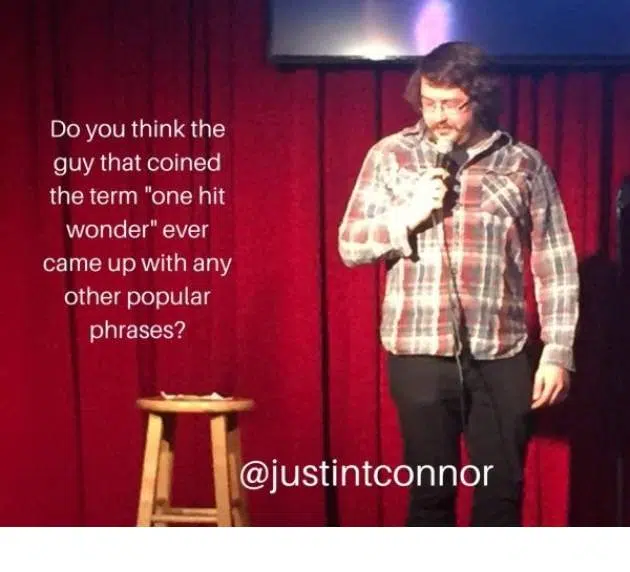 Do you think the
guy that coined
the term "one hit
wonder" ever
came up with any
other popular
phrases?
@justintconnor